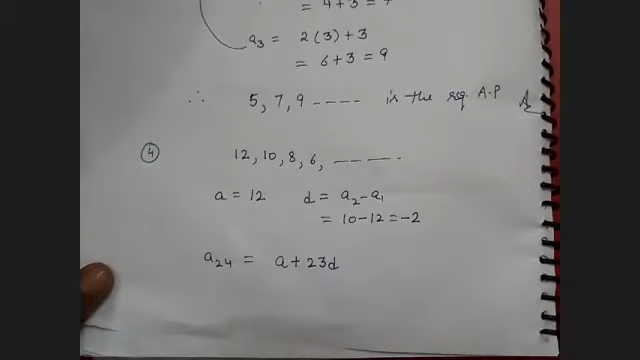 = 4 + 3 = 7
a₃ = 2(3) + 3
= 6 + 3 = 9
∴ 5, 7, 9 ---- is the req. A.P
④ 12, 10, 8, 6, ----
a = 12 d = a₂ - a₁
= 10 - 12 = -2
a₂₄ = a + 23d